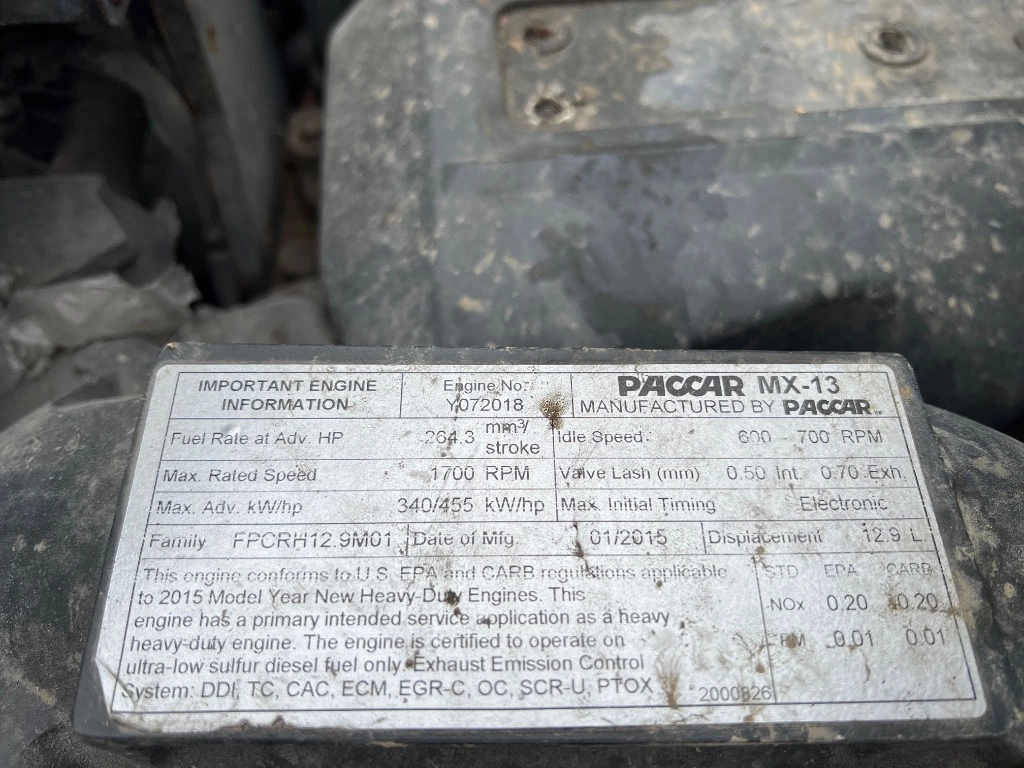 IMPORTANT ENGINE INFORMATION
Engine No: Y072018
PACCAR MX-13
MANUFACTURED BY PACCAR
Fuel Rate at Adv. HP 264.3 mm3/ stroke
Idle Speed 600 - 700 RPM
Max. Rated Speed 1700 RPM
Valve Lash (mm) 0.50 Int. 0.70 Exh.
Max. Adv. kW/hp 340/455 kW/hp
Max. Initial Timing Electronic
Family FPCRH12.9M01
Date of Mfg. 01/2015
Displacement 12.9 L
This engine conforms to U.S. EPA and CARB regulstions applicable
to 2015 Model Year New Heavy-Duty Engines. This
engine has a primary intended service application as a heavy
heavy-duty engine. The engine is certified to operate on
ultra-low sulfur diesel fuel only. Exhaust Emission Control
System: DDI, TC, CAC, ECM, EGR-C, OC, SCR-U, PTOX
2000826
STD EPA CARB
NOx 0.20 0.20
PM 0.01 0.01